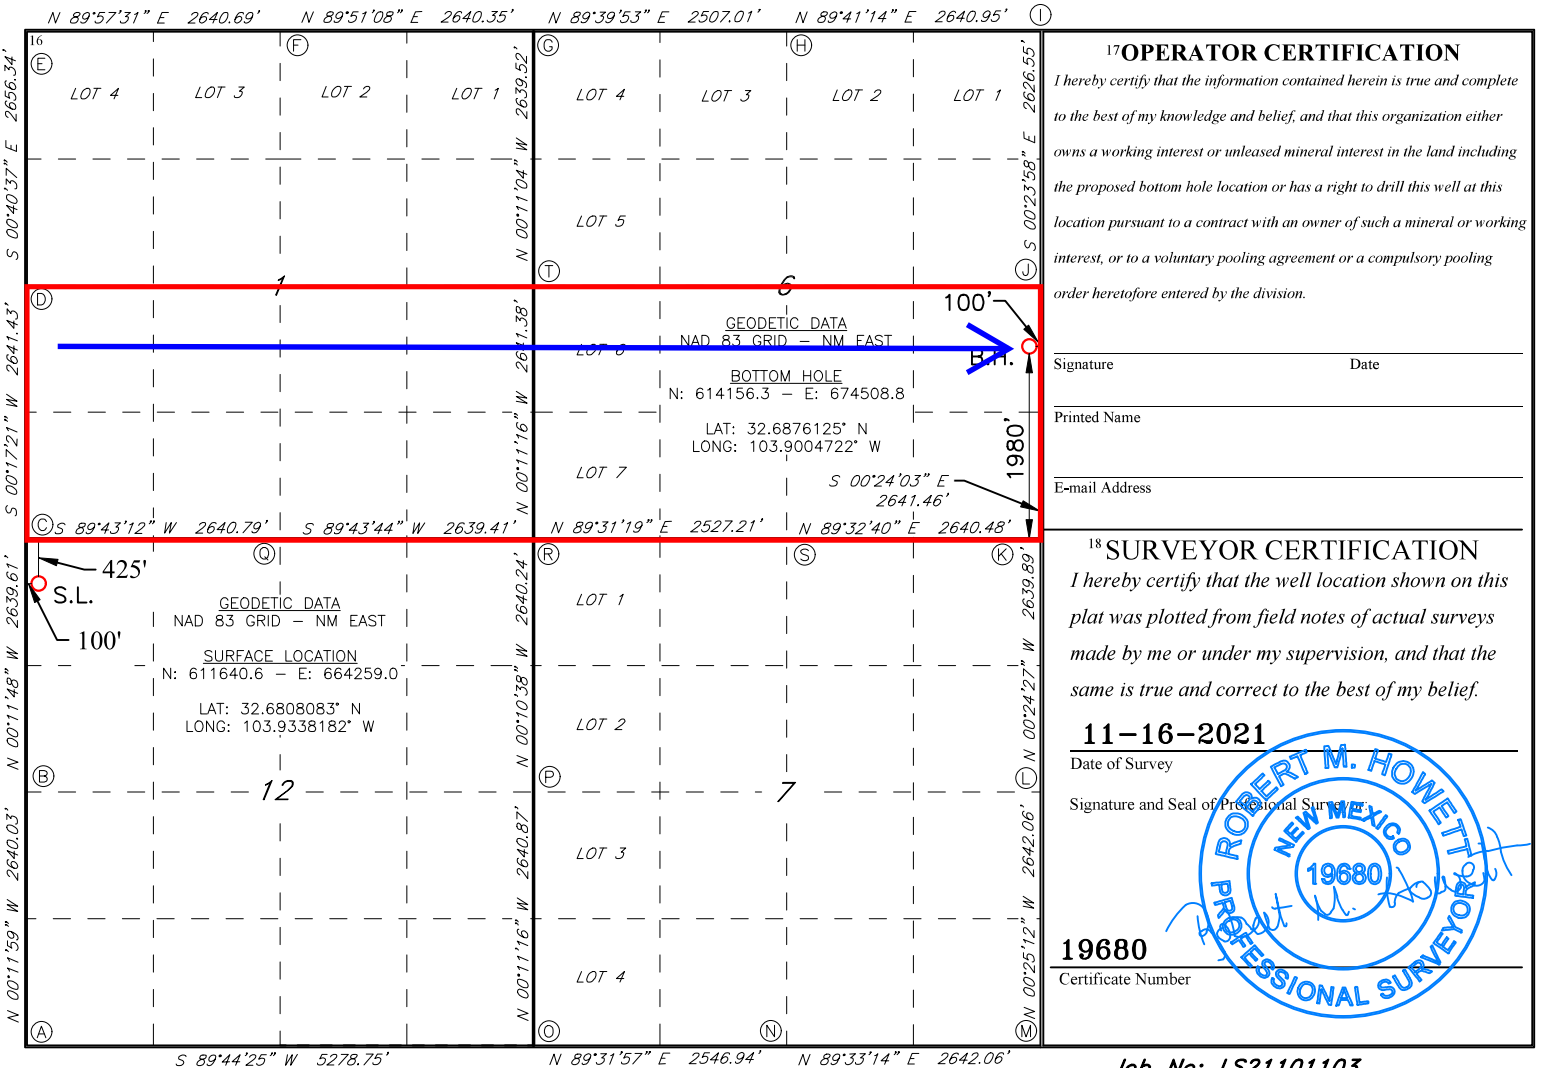 N 89°57'31" E 2640.69' N 89°51'08" E 2640.35' N 89°39'53" E 2507.01' N 89°41'14" E 2640.95' I
16
E F G H
LOT 4 LOT 3 LOT 2 LOT 1 LOT 4 LOT 3 LOT 2 LOT 1
S 00°40'37" E 2656.34'
N 00°11'04" W 2639.52'
S 00°23'58" E 2626.55'
LOT 5
T J
1 6
D
100'
GEODETIC DATA
NAD 83 GRID – NM EAST
LOT 6
B.H.
BOTTOM HOLE
N: 614156.3 – E: 674508.8
LAT: 32.6876125° N
LONG: 103.9004722° W
S 00°17'21" W 2641.43'
N 00°11'16" W 2641.38'
1980'
LOT 7
S 00°24'03" E
2641.46'
C S 89°43'12" W 2640.79' S 89°43'44" W 2639.41' N 89°31'19" E 2527.21' N 89°32'40" E 2640.48'
Q R S K
425'
S.L.
100'
GEODETIC DATA
NAD 83 GRID – NM EAST
SURFACE LOCATION
N: 611640.6 – E: 664259.0
LAT: 32.6808083° N
LONG: 103.9338182° W
N 00°11'48" W 2639.61'
N 00°10'38" W 2640.24'
N 00°24'27" W 2639.89'
LOT 1
LOT 2
B P L
12 7
LOT 3
LOT 4
N 00°11'59" W 2640.03'
N 00°11'16" W 2640.87'
N 00°25'12" W 2642.06'
A O N M
S 89°44'25" W 5278.75' N 89°31'57" E 2546.94' N 89°33'14" E 2642.06'
17 OPERATOR CERTIFICATION
I hereby certify that the information contained herein is true and complete
to the best of my knowledge and belief, and that this organization either
owns a working interest or unleased mineral interest in the land including
the proposed bottom hole location or has a right to drill this well at this
location pursuant to a contract with an owner of such a mineral or working
interest, or to a voluntary pooling agreement or a compulsory pooling
order heretofore entered by the division.
Signature Date
Printed Name
E-mail Address
18 SURVEYOR CERTIFICATION
I hereby certify that the well location shown on this
plat was plotted from field notes of actual surveys
made by me or under my supervision, and that the
same is true and correct to the best of my belief.
11-16-2021
Date of Survey
Signature and Seal of Profesional Surveyor:
ROBERT M. HOWETT
NEW MEXICO
19680
PROFESSIONAL SURVEYOR
Robert M. Howett
19680
Certificate Number
Job No: LS21101103